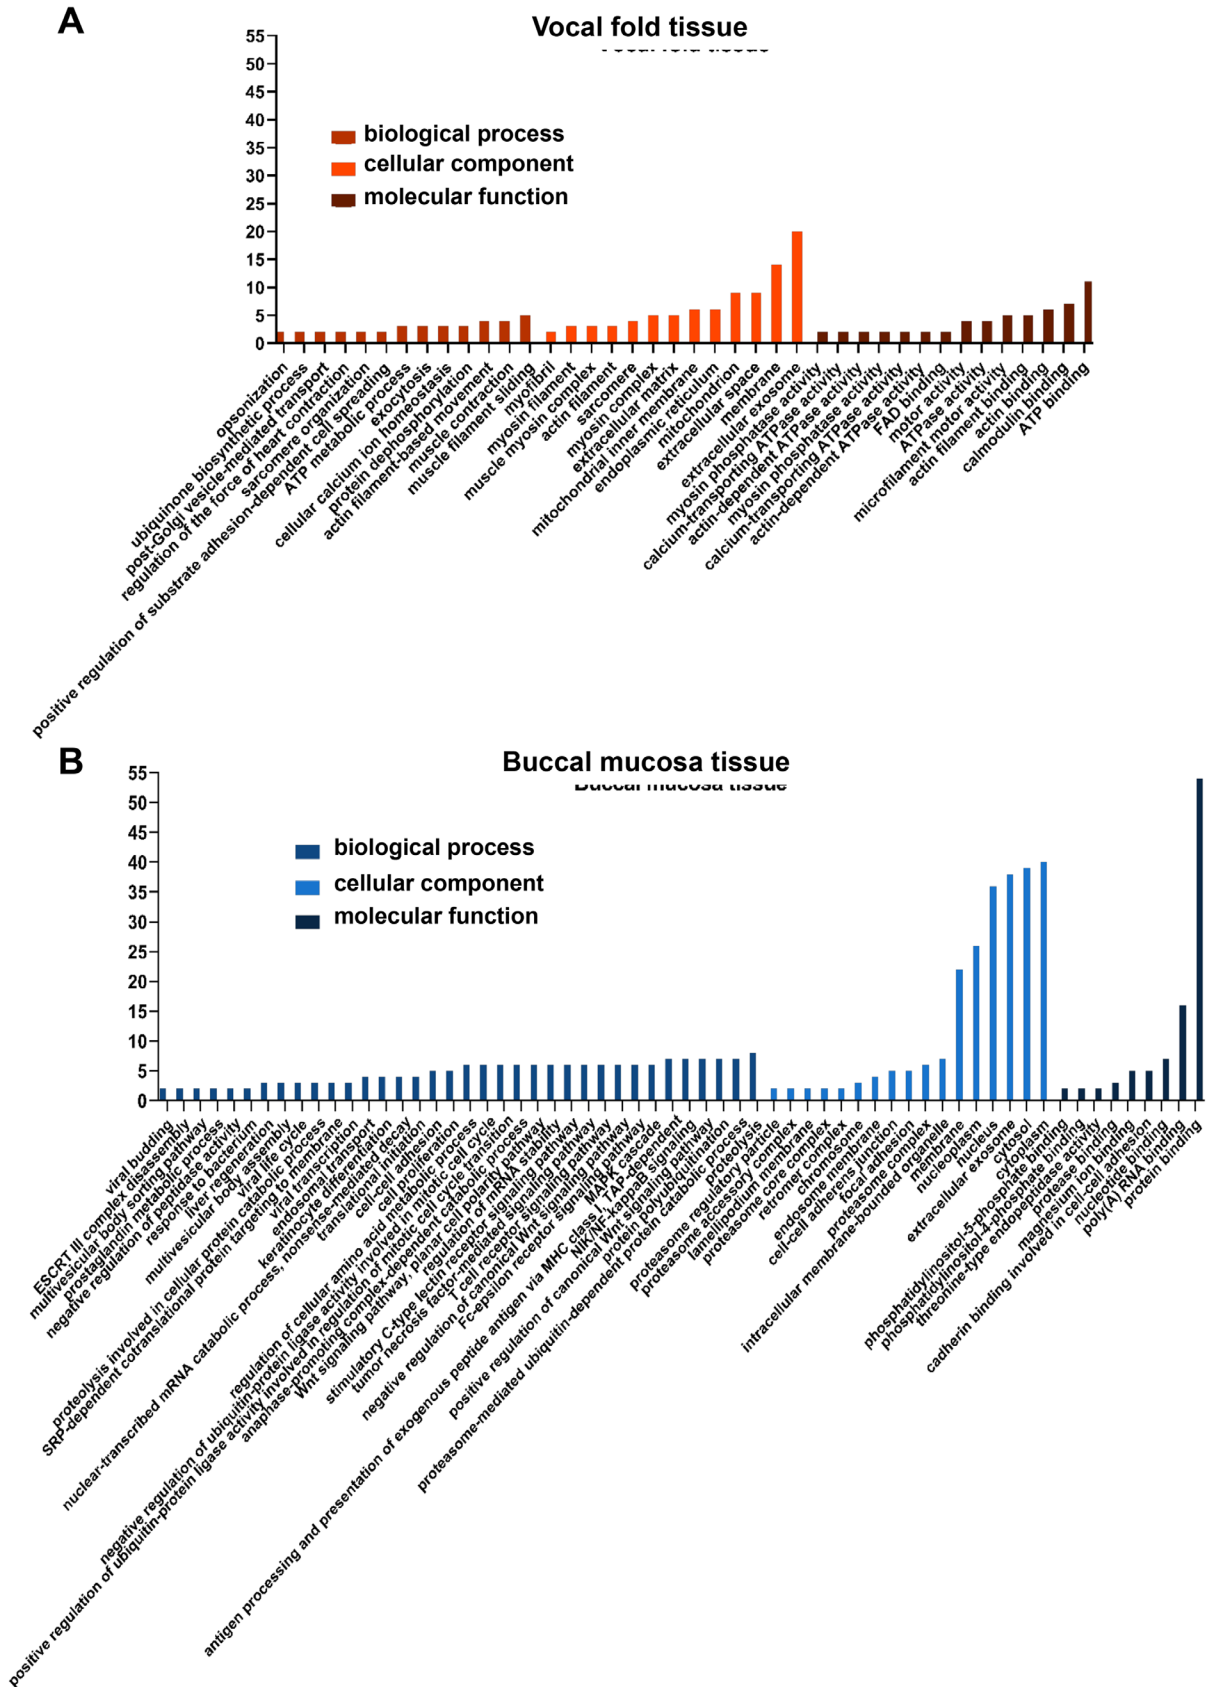 A
Vocal fold tissue
Vocal fold tissue
55
50
45
40
35
30
25
20
15
10
5
0
biological process
cellular component
molecular function
opsonization
ubiquinone biosynthetic process
post-Golgi vesicle-mediated transport
regulation of the force of heart contraction
sarcomere organization
positive regulation of substrate adhesion-dependent cell spreading
ATP metabolic process
exocytosis
cellular calcium ion homeostasis
protein dephosphorylation
actin filament-based movement
muscle contraction
muscle filament sliding
myofibril
myosin filament
muscle myosin complex
actin filament
sarcomere
myosin complex
extracellular matrix
mitochondrial inner membrane
endoplasmic reticulum
mitochondrion
extracellular space
membrane
extracellular exosome
myosin phosphatase activity
calcium-transporting ATPase activity
actin-dependent ATPase activity
myosin phosphatase activity
calcium-transporting ATPase activity
actin-dependent ATPase activity
FAD binding
motor activity
ATPase activity
microfilament motor activity
actin filament binding
actin binding
calmodulin binding
ATP binding
B
Buccal mucosa tissue
Buccal mucosa tissue
55
50
45
40
35
30
25
20
15
10
5
0
biological process
cellular component
molecular function
viral budding
ESCRT III complex disassembly
multivesicular body sorting pathway
prostaglandin metabolic process
negative regulation of peptidase activity
response to bacterium
liver regeneration
multivesicular body assembly
viral life cycle
proteolysis involved in cellular protein catabolic process
SRP-dependent cotranslational protein targeting to membrane
viral transcription
endosomal transport
keratinocyte differentiation
nuclear-transcribed mRNA catabolic process, nonsense-mediated decay
translational initiation
cell-cell adhesion
cell proliferation
regulation of cellular amino acid metabolic process
negative regulation of ubiquitin-protein ligase activity involved in mitotic cell cycle
positive regulation of ubiquitin-protein ligase activity involved in regulation of mitotic cell cycle transition
anaphase-promoting complex-dependent catabolic process
Wnt signaling pathway, planar cell polarity pathway
regulation of mRNA stability
stimulatory C-type lectin receptor signaling pathway
tumor necrosis factor-mediated signaling pathway
T cell receptor signaling pathway
negative regulation of canonical Wnt signaling pathway
Fc-epsilon receptor signaling pathway
MAPK cascade
antigen processing and presentation of exogenous peptide antigen via MHC class I, TAP-dependent
NIK/NF-kappaB signaling
positive regulation of canonical Wnt signaling pathway
protein polyubiquitination
proteasome-mediated ubiquitin-dependent protein catabolic process
proteolysis
proteasome regulatory particle
proteasome accessory complex
lamellipodium membrane
proteasome core complex
retromer complex
chromosome
endosome membrane
cell-cell adherens junction
focal adhesion
proteasome complex
intracellular membrane-bounded organelle
membrane
nucleoplasm
nucleus
extracellular exosome
cytosol
cytoplasm
phosphatidylinositol-5-phosphate binding
phosphatidylinositol-4-phosphate binding
threonine-type endopeptidase activity
protease binding
magnesium ion binding
cadherin binding involved in cell-cell adhesion
nucleotide binding
poly(A) RNA binding
protein binding